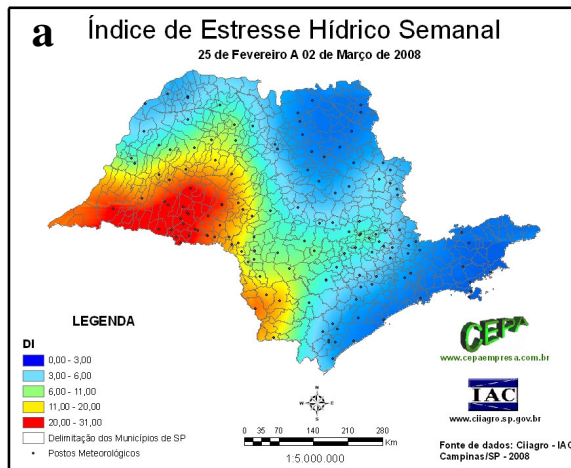 a
Índice de Estresse Hídrico Semanal
25 de Fevereiro A 02 de Março de 2008
LEGENDA
DI
0,00 - 3,00
3,00 - 6,00
6,00 - 11,00
11,00 - 20,00
20,00 - 31,00
Delimitação dos Municípios de SP
Postos Meteorológicos
N
W E
S
0 35 70 140 210 280
Km
1:5.000.000
CEPA
www.cepaempresa.com.br
IAC
www.ciiagro.sp.gov.br
Fonte de dados: Ciiagro - IAC
Campinas/SP - 2008